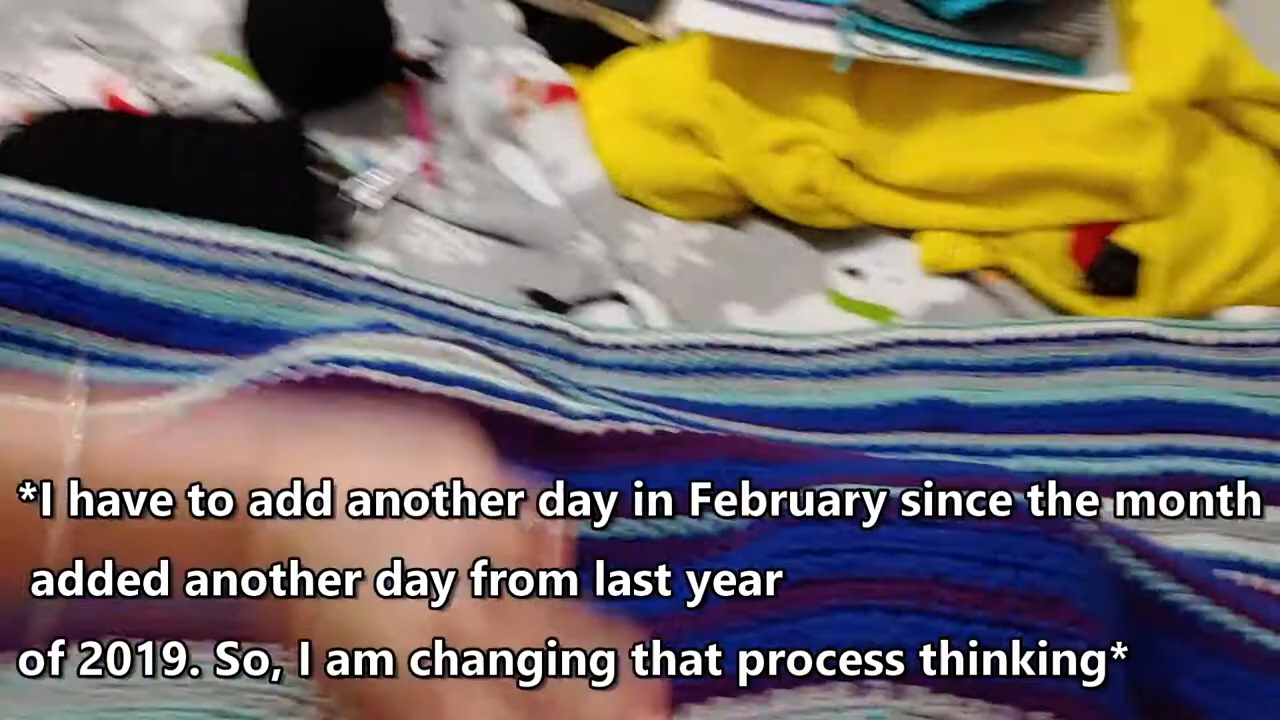 *I have to add another day in February since the month
added another day from last year
of 2019. So, I am changing that process thinking*